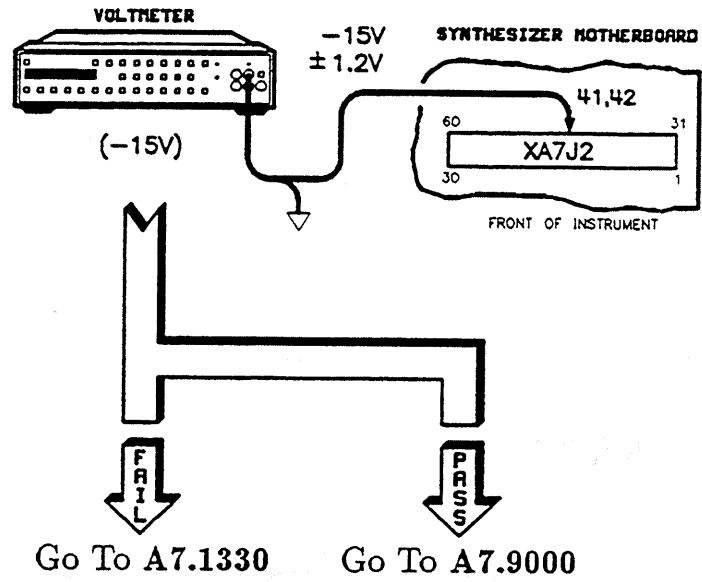 VOLTMETER
-15V
±1.2V
SYNTHESIZER MOTHERBOARD
41,42
60
31
XA7J2
30
1
(-15V)
FRONT OF INSTRUMENT
FAIL
PASS
Go To A7.1330
Go To A7.9000